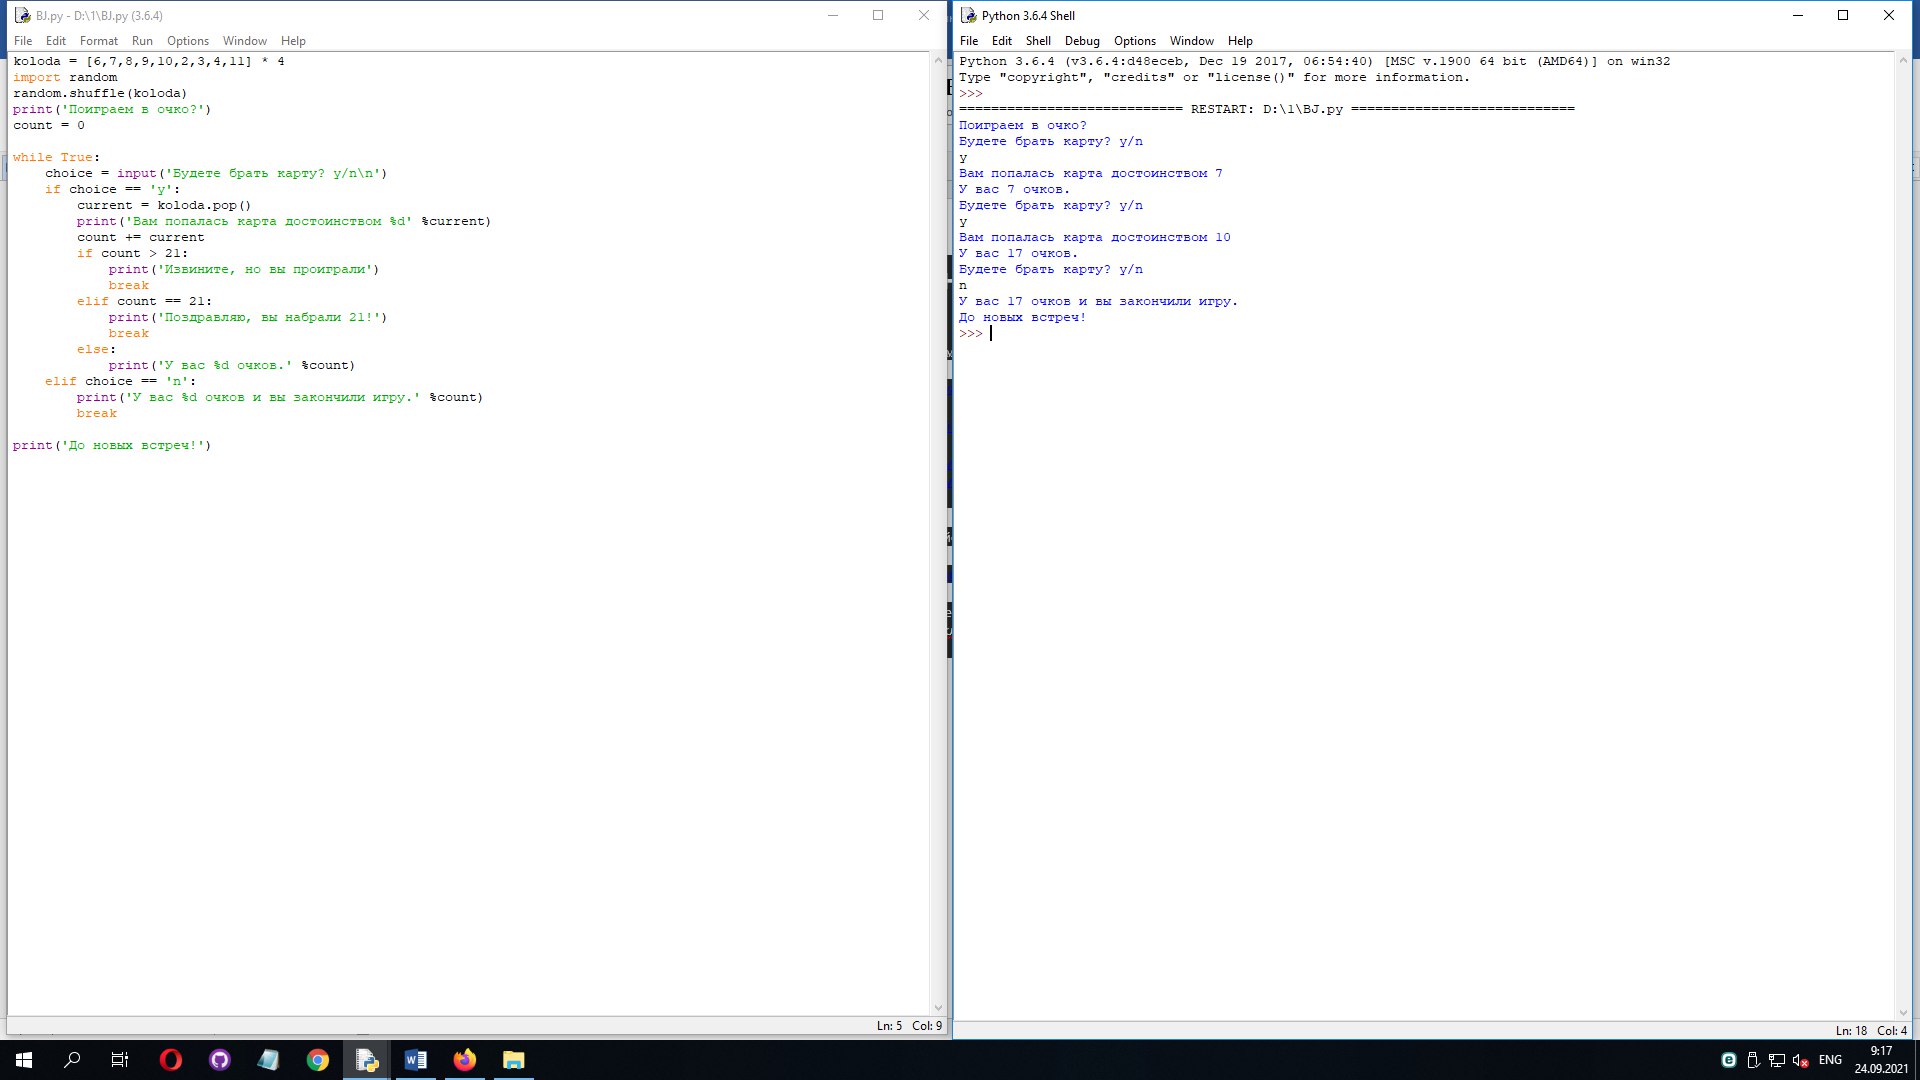 BJ.py - D:\1\BJ.py (3.6.4)
File Edit Format Run Options Window Help
koloda = [6,7,8,9,10,2,3,4,11] * 4
import random
random.shuffle(koloda)
print('Поиграем в очко?')
count = 0
while True:
    choice = input('Будете брать карту? y/n\n')
    if choice == 'y':
        current = koloda.pop()
        print('Вам попалась карта достоинством %d' %current)
        count += current
        if count > 21:
            print('Извините, но вы проиграли')
            break
        elif count == 21:
            print('Поздравляю, вы набрали 21!')
            break
        else:
            print('У вас %d очков.' %count)
    elif choice == 'n':
        print('У вас %d очков и вы закончили игру.' %count)
        break
print('До новых встреч!')
Ln: 5 Col: 9
Python 3.6.4 Shell
File Edit Shell Debug Options Window Help
Python 3.6.4 (v3.6.4:d48eceb, Dec 19 2017, 06:54:40) [MSC v.1900 64 bit (AMD64)] on win32
Type "copyright", "credits" or "license()" for more information.
>>>
============================ RESTART: D:\1\BJ.py ============================
Поиграем в очко?
Будете брать карту? y/n
y
Вам попалась карта достоинством 7
У вас 7 очков.
Будете брать карту? y/n
y
Вам попалась карта достоинством 10
У вас 17 очков.
Будете брать карту? y/n
n
У вас 17 очков и вы закончили игру.
До новых встреч!
>>>
Ln: 18 Col: 4
ENG
9:17
24.09.2021